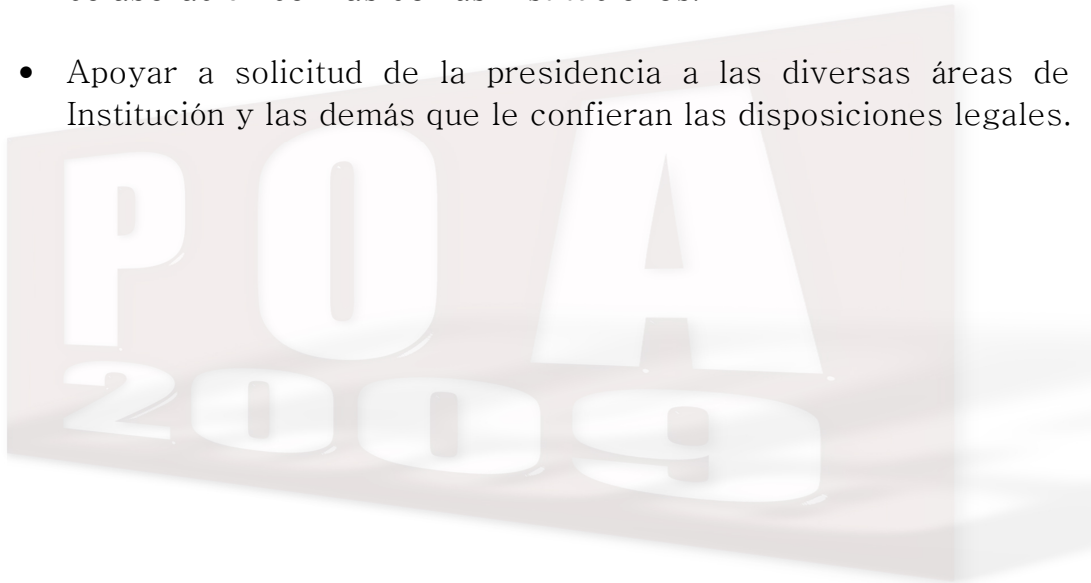 • Apoyar a solicitud de la presidencia a las diversas áreas de
Institución y las demás que le confieran las disposiciones legales.
POA
2009